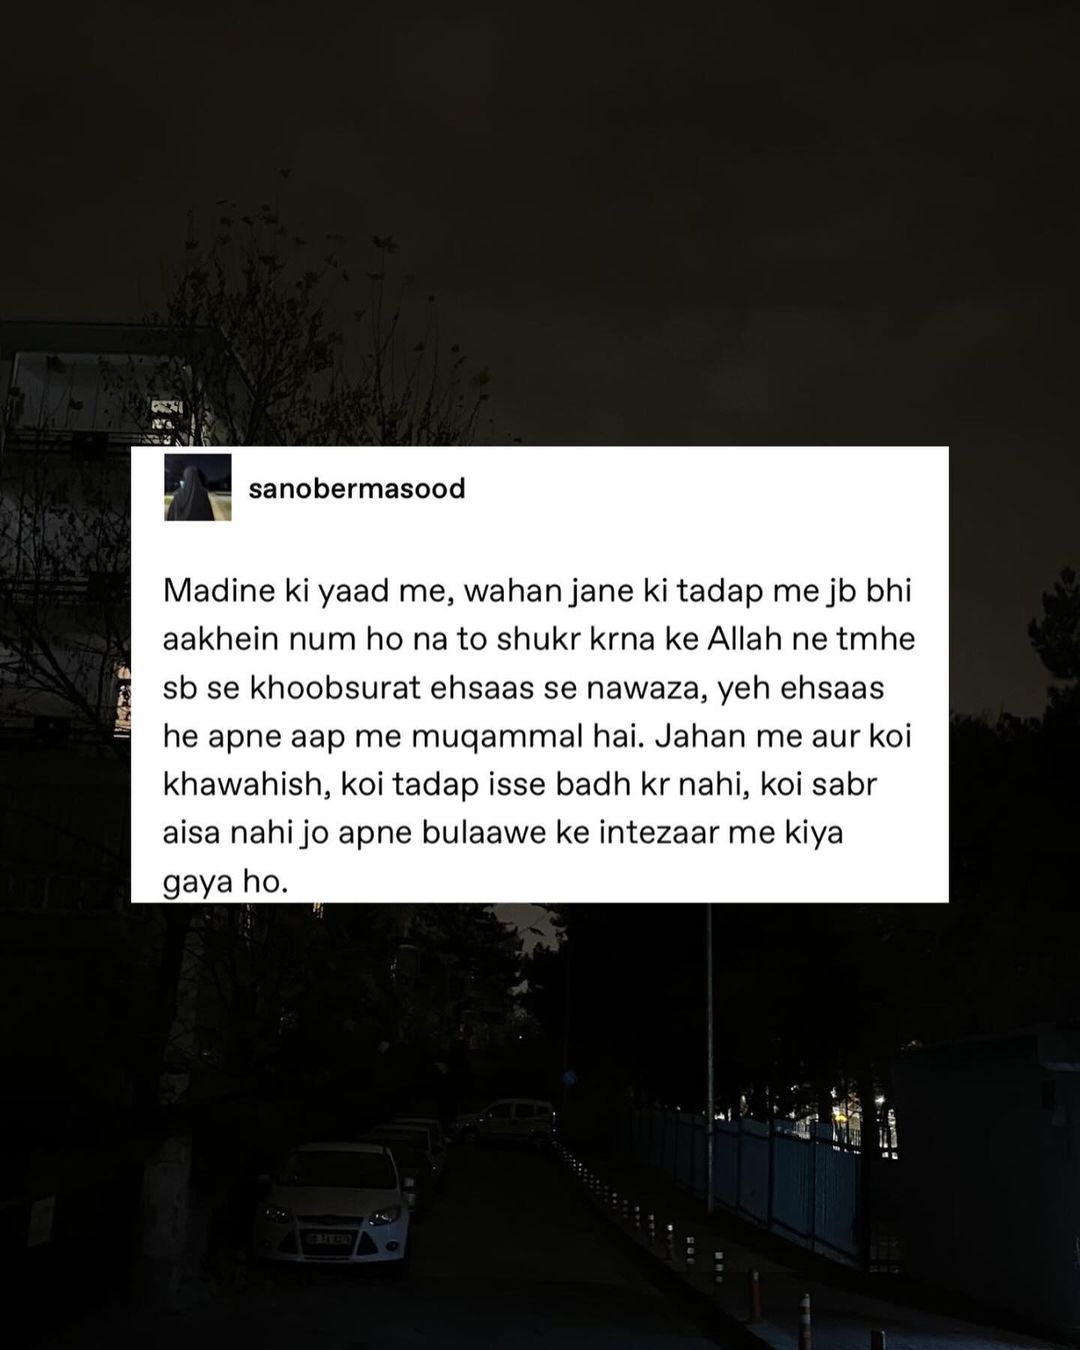 sanobermasood
Madine ki yaad me, wahan jane ki tadap me jb bhi
aakhein num ho na to shukr krna ke Allah ne tmhe
sb se khoobsurat ehsaas se nawaza, yeh ehsaas
he apne aap me muqammal hai. Jahan me aur koi
khawahish, koi tadap isse badh kr nahi, koi sabr
aisa nahi jo apne bulaawe ke intezaar me kiya
gaya ho.